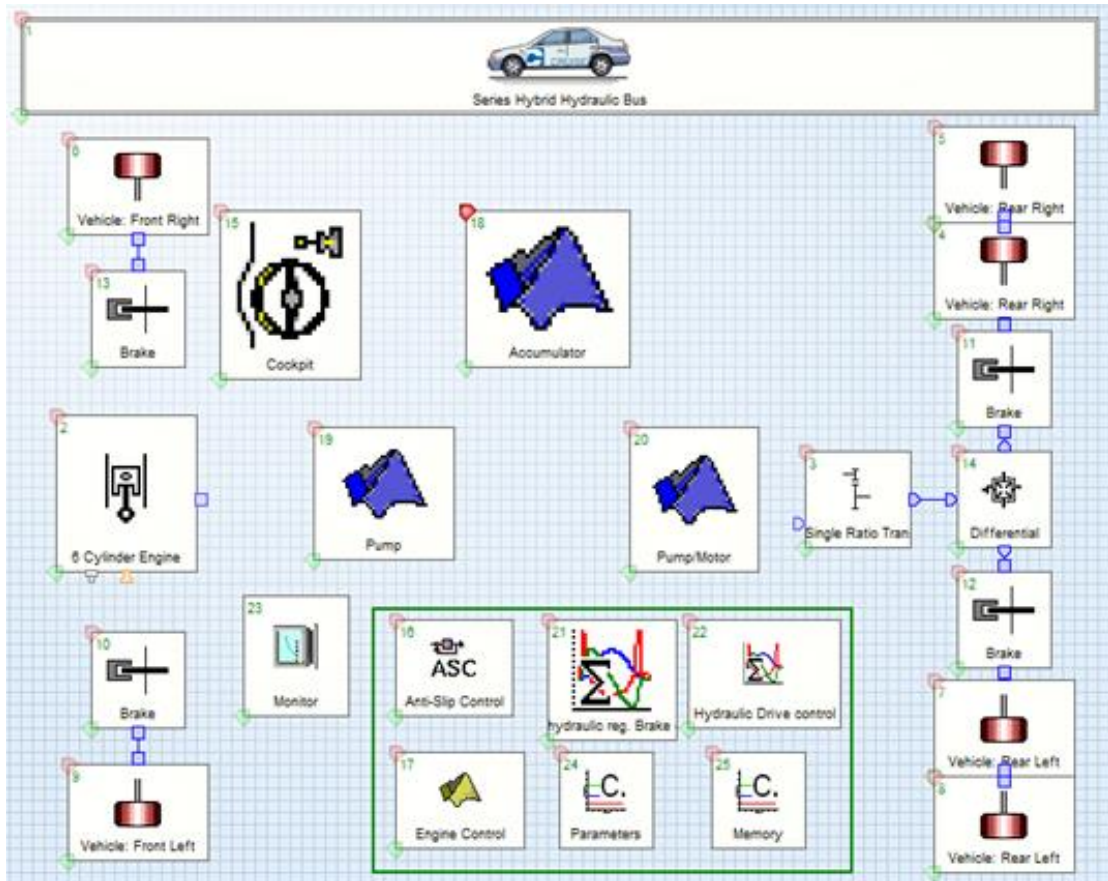 1
CRUISE
Series Hybrid Hydraulic Bus
6
Vehicle: Front Right
15
Cockpit
18
Accumulator
5
Vehicle: Rear Right
4
Vehicle: Rear Right
13
Brake
11
Brake
2
6 Cylinder Engine
19
Pump
20
Pump/Motor
3
Single Ratio Tran
14
Differential
12
Brake
10
Brake
23
Monitor
16
ASC
Anti-Slip Control
21
Σ
hydraulic reg. Brake
22
Σ
Hydraulic Drive control
7
Vehicle: Rear Left
9
Vehicle: Front Left
17
Engine Control
24
C.
Parameters
25
C.
Memory
8
Vehicle: Rear Left